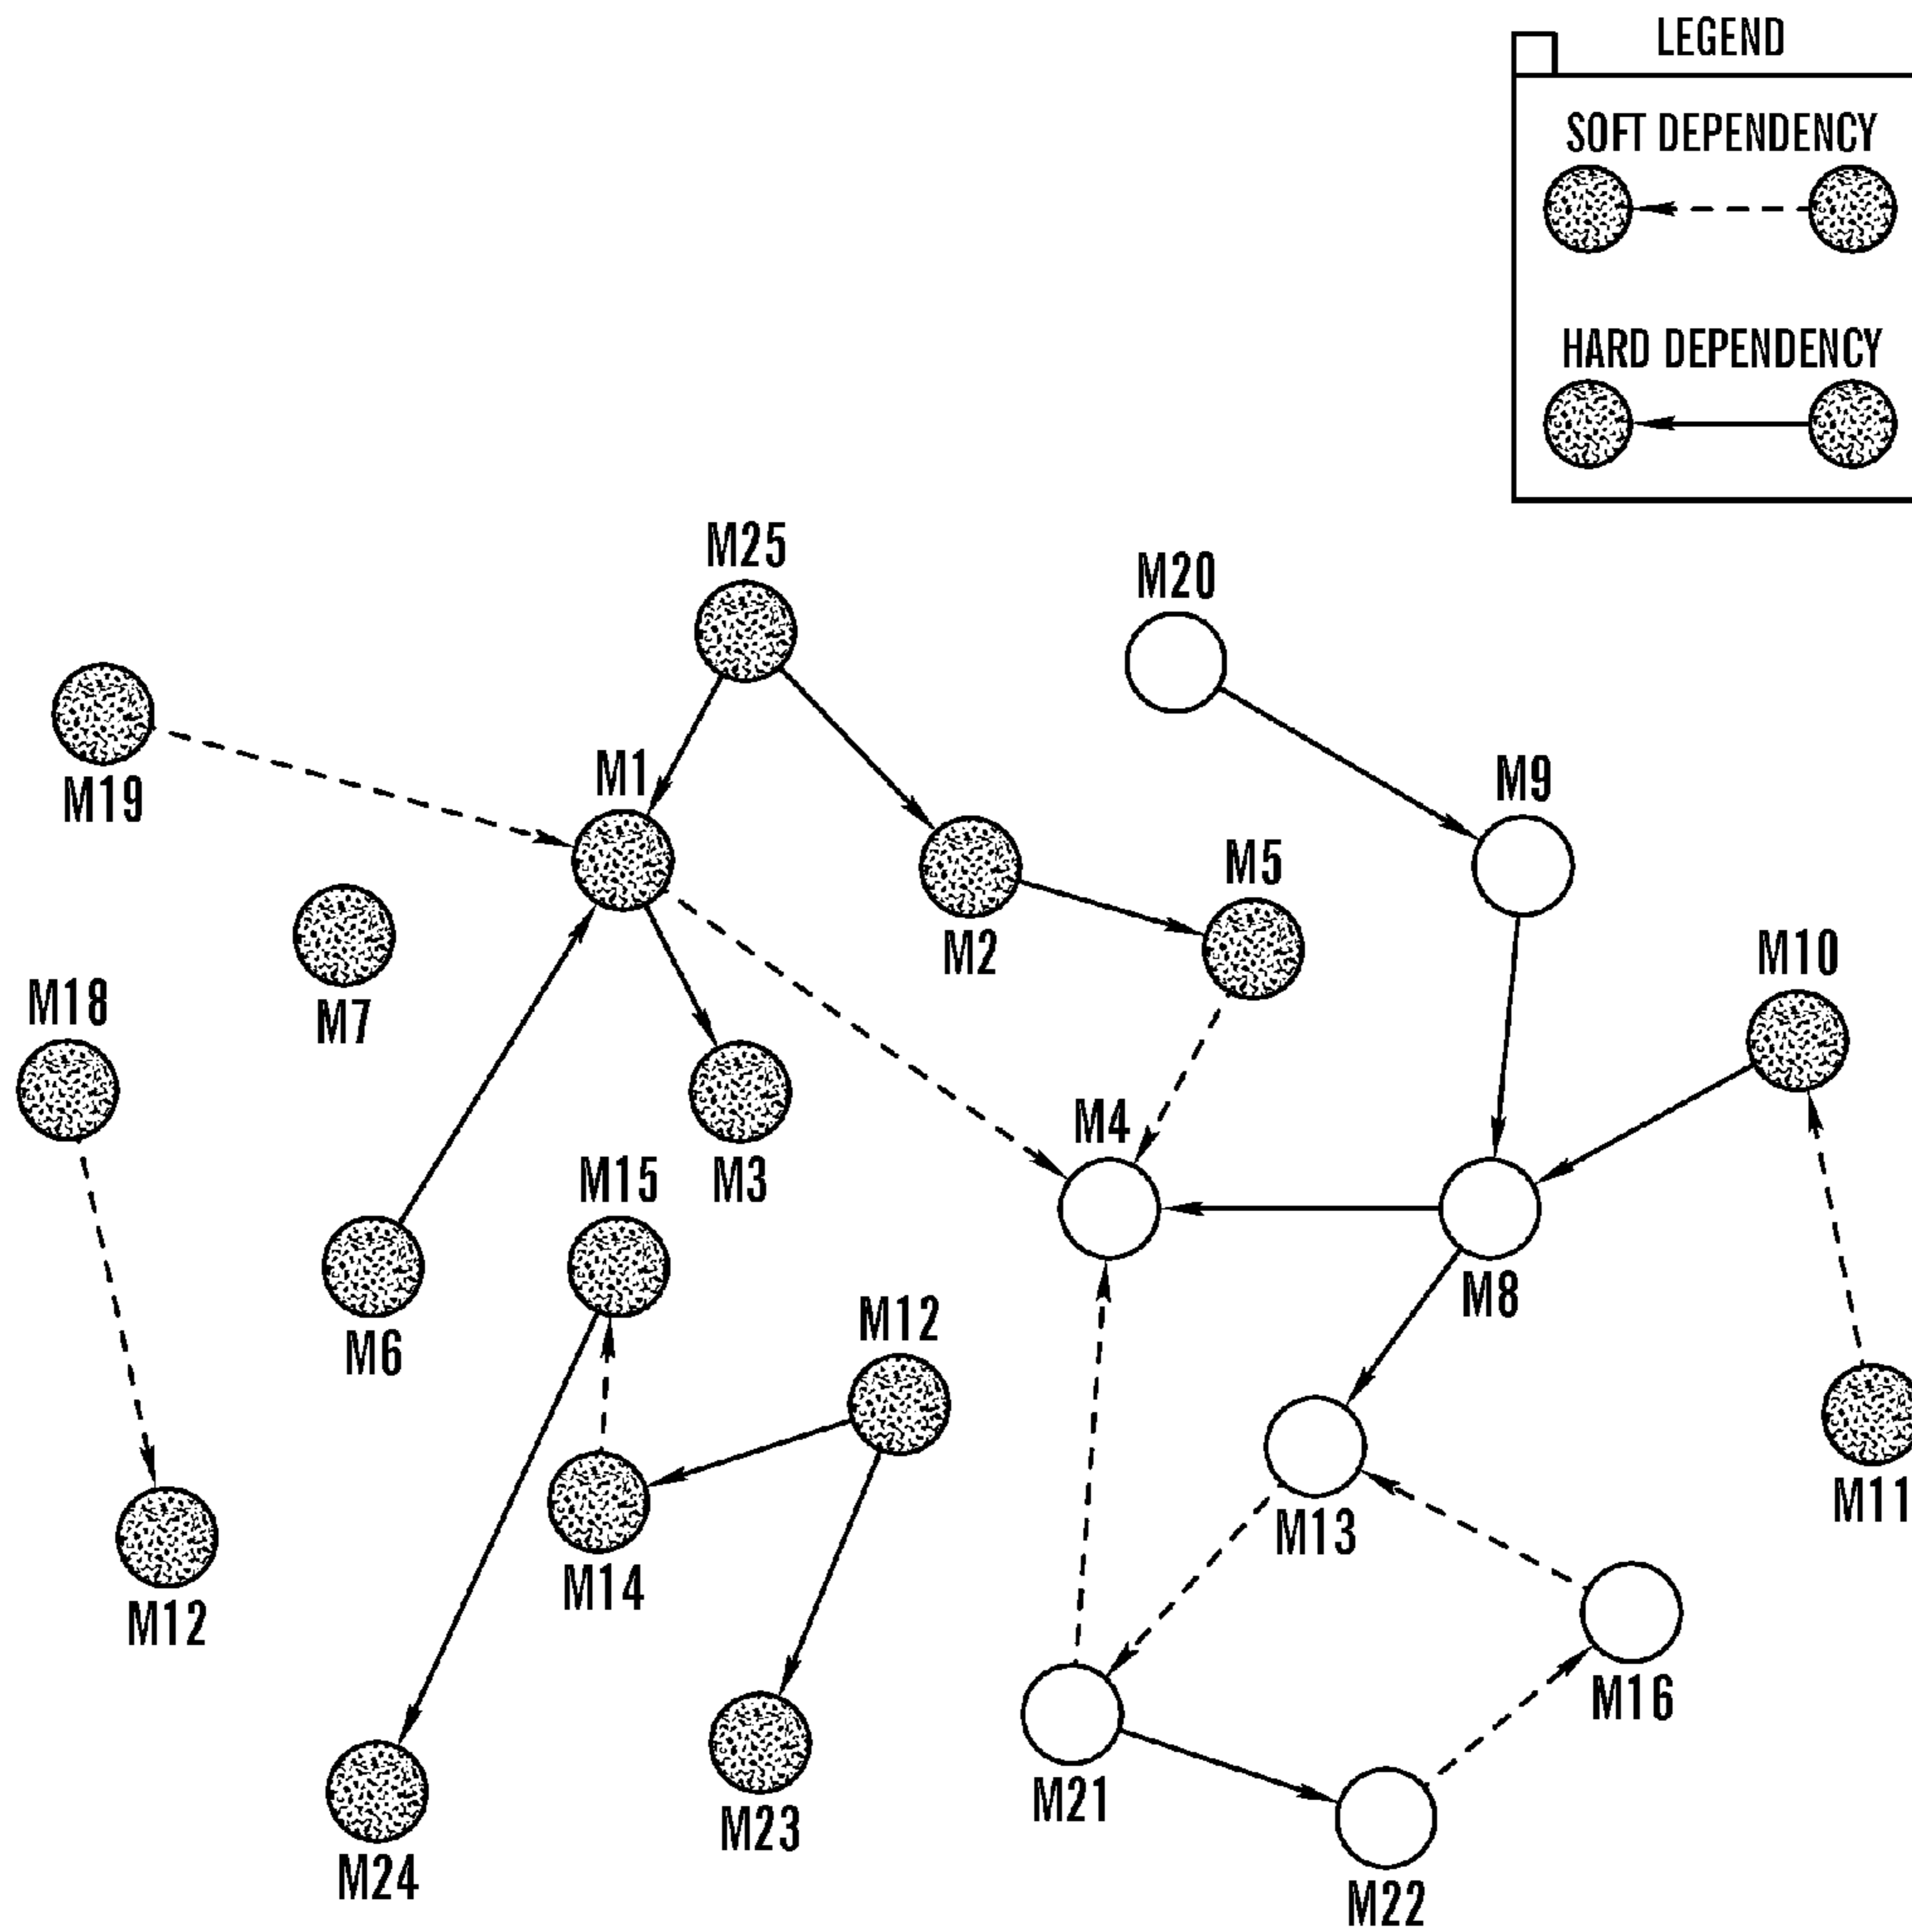 LEGEND
SOFT DEPENDENCY
HARD DEPENDENCY
M25
M20
M19
M1
M9
M5
M2
M10
M7
M18
M4
M15
M3
M8
M12
M6
M11
M13
M14
M12
M16
M21
M23
M24
M22